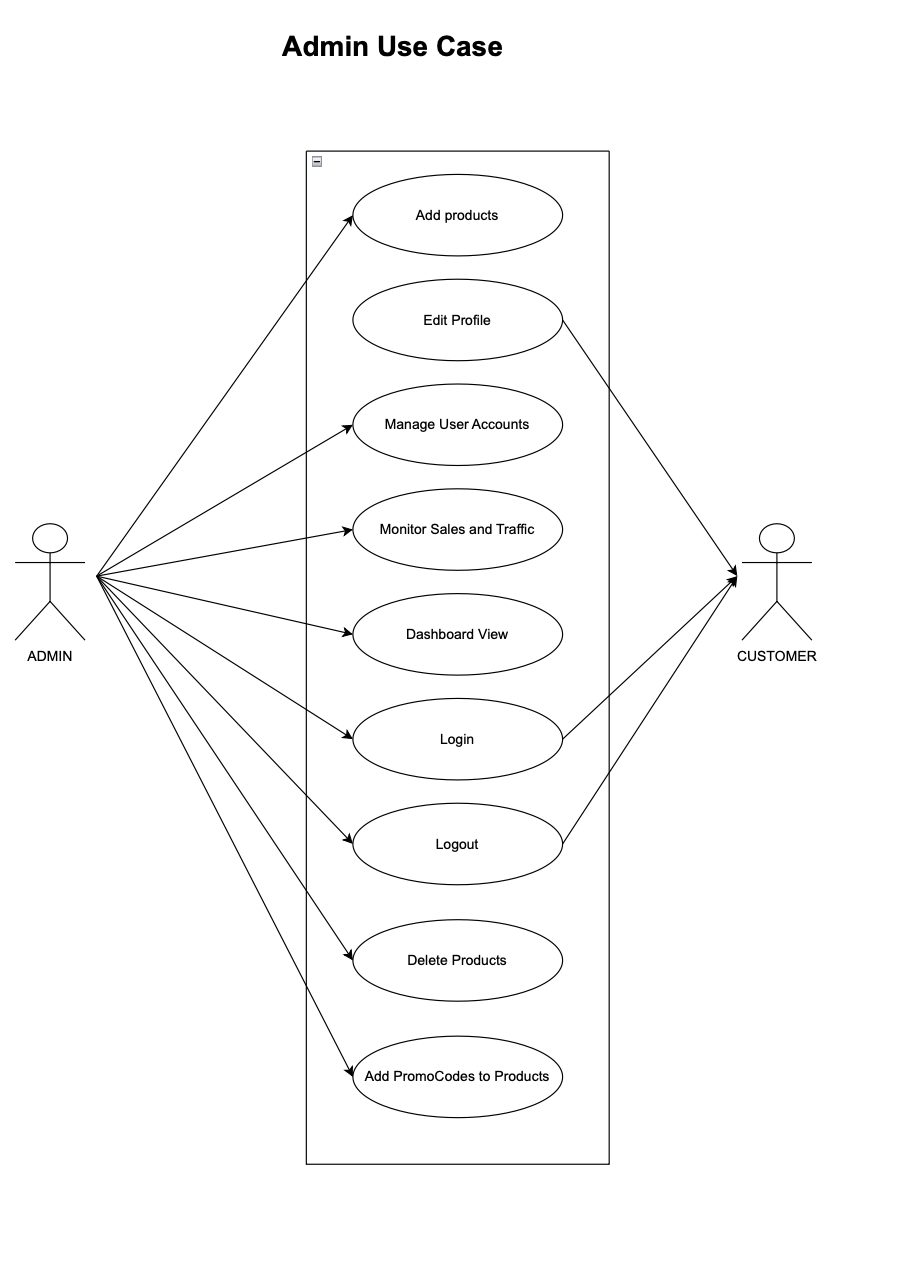 Admin Use Case
Add products
Edit Profile
Manage User Accounts
Monitor Sales and Traffic
Dashboard View
ADMIN
CUSTOMER
Login
Logout
Delete Products
Add PromoCodes to Products